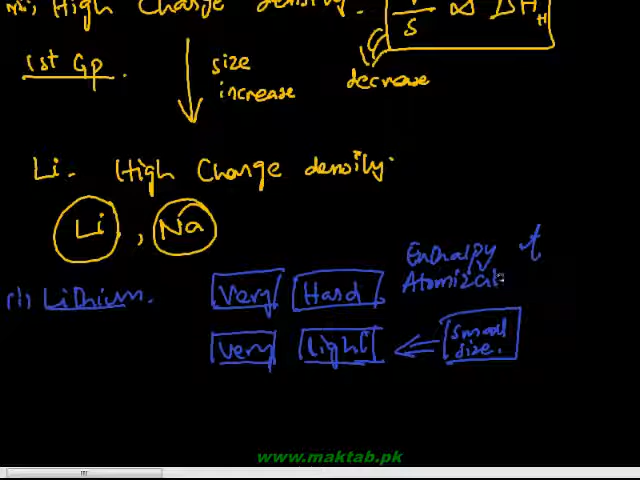 High Charge density.
S ∝ ΔH
1st Gp.
size
increase
decrease
Li. High Charge density.
Li, Na
(1) Lithium. Very Hard
Enthalpy of
Atomizat
Very light
small
size.
www.maktab.pk